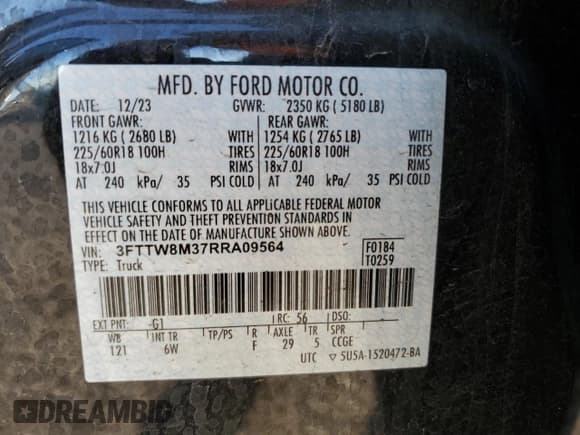 MFD. BY FORD MOTOR CO.
DATE: 12/23 GVWR: 2350 KG ( 5180 LB)
FRONT GAWR: REAR GAWR:
1216 KG ( 2680 LB) WITH 1254 KG ( 2765 LB) WITH
225/60R18 100H TIRES 225/60R18 100H TIRES
18x7.0J RIMS 18x7.0J RIMS
AT 240 kPa/ 35 PSI COLD AT 240 kPa/ 35 PSI COLD
THIS VEHICLE CONFORMS TO ALL APPLICABLE FEDERAL MOTOR
VEHICLE SAFETY AND THEFT PREVENTION STANDARDS IN
EFFECT ON THE DATE OF MANUFACTURE SHOWN ABOVE.
VIN: 3FTTW8M37RRA09564 F0184
TYPE: Truck T0259
EXT PNT: G1 RC: 56 DSO:
WB INT TR TP/PS R AXLE TR SPR
121 6W F 29 5 CCGE
UTC ▽ 5U5A-1520472-BA
DREAMBID